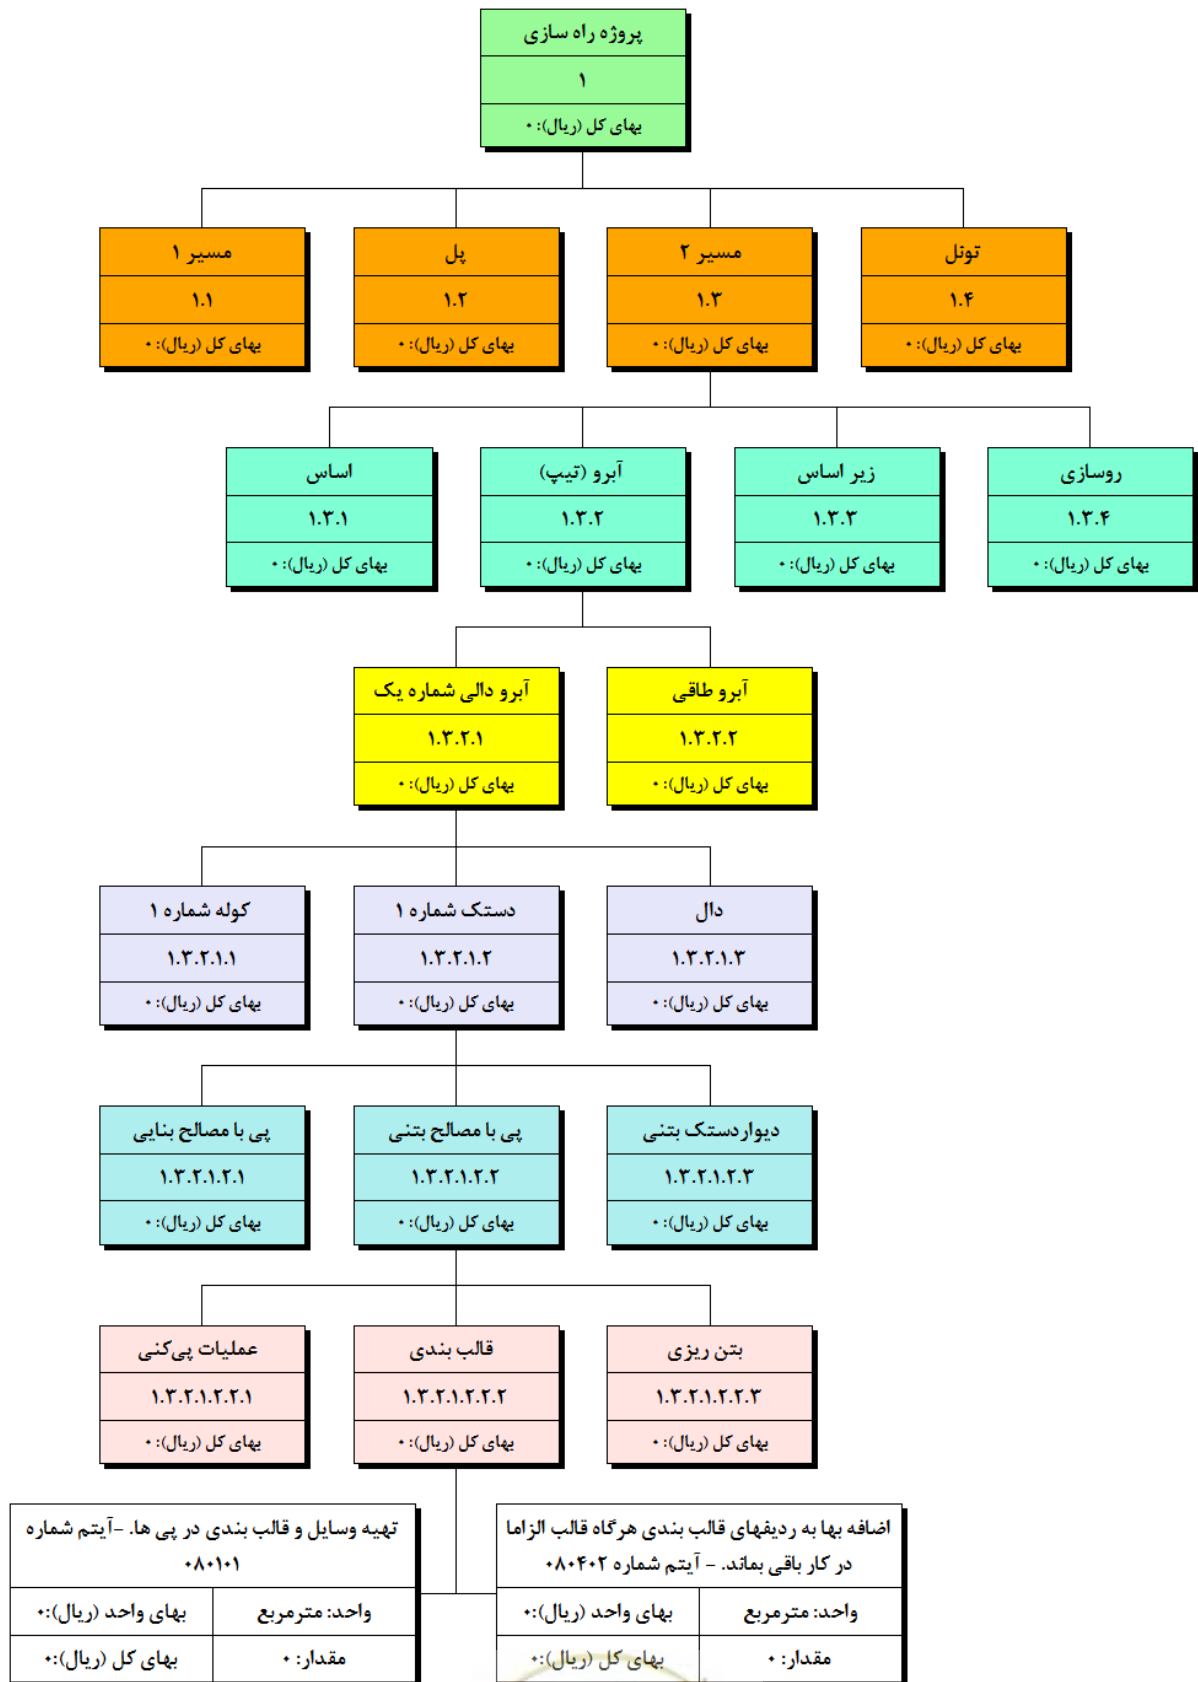 پروژه راه سازی
۱
بهای کل (ریال): ۰
مسیر ۱
۱.۱
بهای کل (ریال): ۰
پل
۱.۲
بهای کل (ریال): ۰
مسیر ۲
۱.۳
بهای کل (ریال): ۰
تونل
۱.۴
بهای کل (ریال): ۰
اساس
۱.۳.۱
بهای کل (ریال): ۰
آبرو (تیپ)
۱.۳.۲
بهای کل (ریال): ۰
زیر اساس
۱.۳.۳
بهای کل (ریال): ۰
روسازی
۱.۳.۴
بهای کل (ریال): ۰
آبرو دالی شماره یک
۱.۳.۲.۱
بهای کل (ریال): ۰
آبرو طاقی
۱.۳.۲.۲
بهای کل (ریال): ۰
کوله شماره ۱
۱.۳.۲.۱.۱
بهای کل (ریال): ۰
دستک شماره ۱
۱.۳.۲.۱.۲
بهای کل (ریال): ۰
دال
۱.۳.۲.۱.۳
بهای کل (ریال): ۰
پی با مصالح بنایی
۱.۳.۲.۱.۲.۱
بهای کل (ریال): ۰
پی با مصالح بتنی
۱.۳.۲.۱.۲.۲
بهای کل (ریال): ۰
دیواردستک بتنی
۱.۳.۲.۱.۲.۳
بهای کل (ریال): ۰
عملیات پی‌کنی
۱.۳.۲.۱.۲.۲.۱
بهای کل (ریال): ۰
قالب بندی
۱.۳.۲.۱.۲.۲.۲
بهای کل (ریال): ۰
بتن ریزی
۱.۳.۲.۱.۲.۲.۳
بهای کل (ریال): ۰
تهیه وسایل و قالب بندی در پی ها. -آیتم شماره
۰۸۰۱۰۱
واحد: مترمربع
بهای واحد (ریال):۰
مقدار: ۰
بهای کل (ریال):۰
اضافه بها به ردیفهای قالب بندی هرگاه قالب الزاما
در کار باقی بماند. - آیتم شماره ۰۸۰۴۰۲
واحد: مترمربع
بهای واحد (ریال):۰
مقدار: ۰
بهای کل (ریال):۰